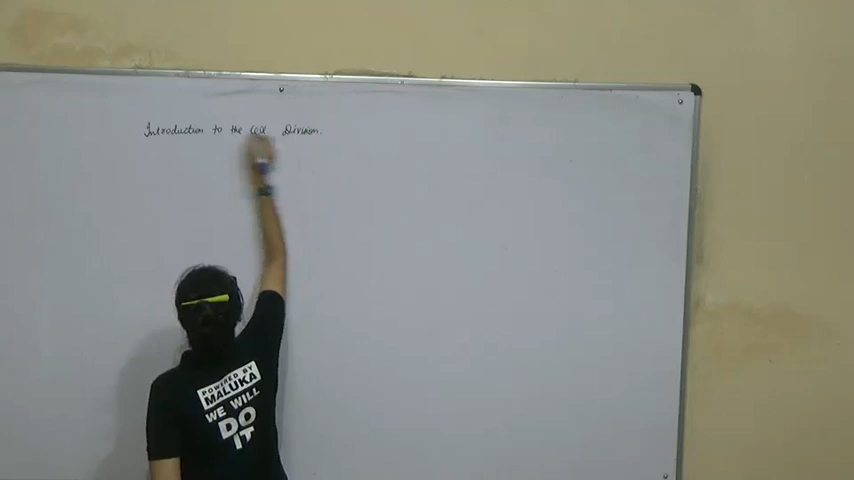 Introduction to the Cell Division.
POWERED BY
MALUKA
WE WILL
DO
IT